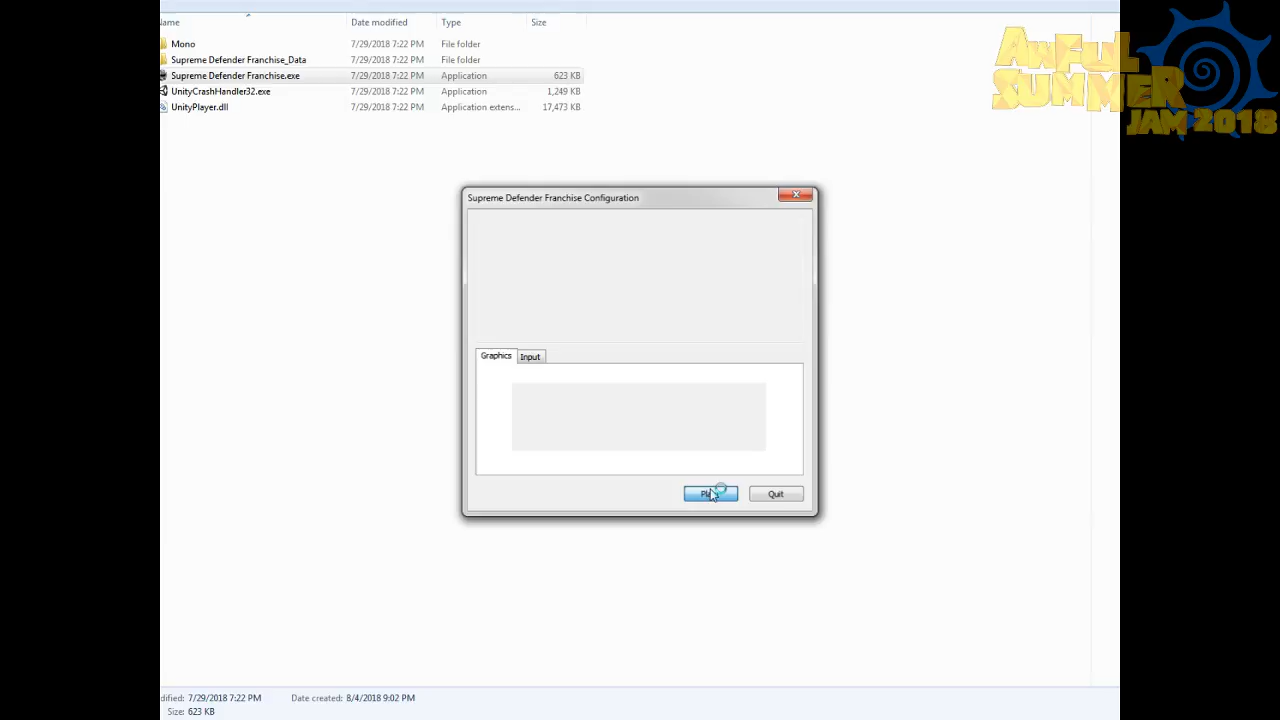 Name Date modified Type Size
Mono 7/29/2018 7:22 PM File folder
Supreme Defender Franchise_Data 7/29/2018 7:22 PM File folder
Supreme Defender Franchise.exe 7/29/2018 7:22 PM Application 623 KB
UnityCrashHandler32.exe 7/29/2018 7:22 PM Application 1,249 KB
UnityPlayer.dll 7/29/2018 7:22 PM Application extens... 17,473 KB
AWFUL
SUMMER
JAM 2018
Supreme Defender Franchise Configuration
Graphics Input
Play Quit
dified: 7/29/2018 7:22 PM Date created: 8/4/2018 9:02 PM
Size: 623 KB